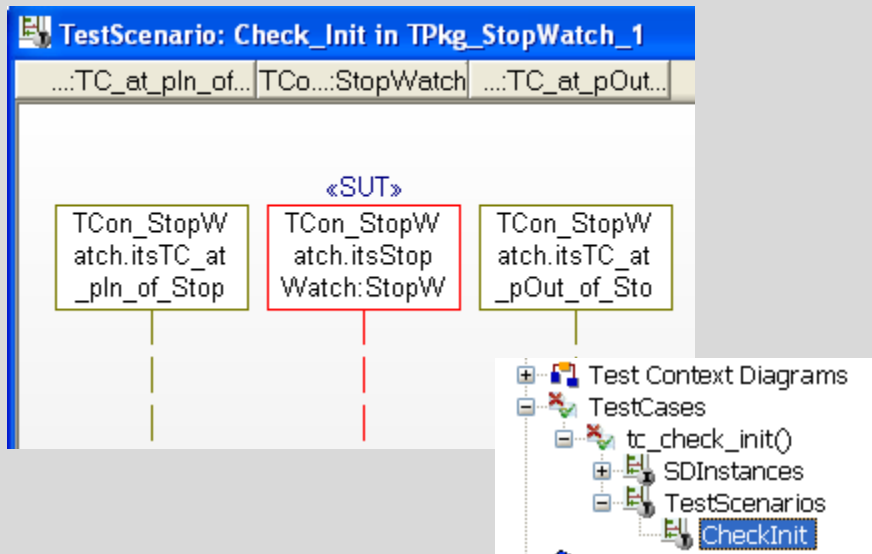 TestScenario: Check_Init in TPkg_StopWatch_1
...:TC_at_pIn_of... TCo...:StopWatch ...:TC_at_pOut...
«SUT»
TCon_StopW
atch.itsTC_at
_pIn_of_Stop
TCon_StopW
atch.itsStop
Watch:StopW
TCon_StopW
atch.itsTC_at
_pOut_of_Sto
Test Context Diagrams
TestCases
tc_check_init()
SDInstances
TestScenarios
CheckInit